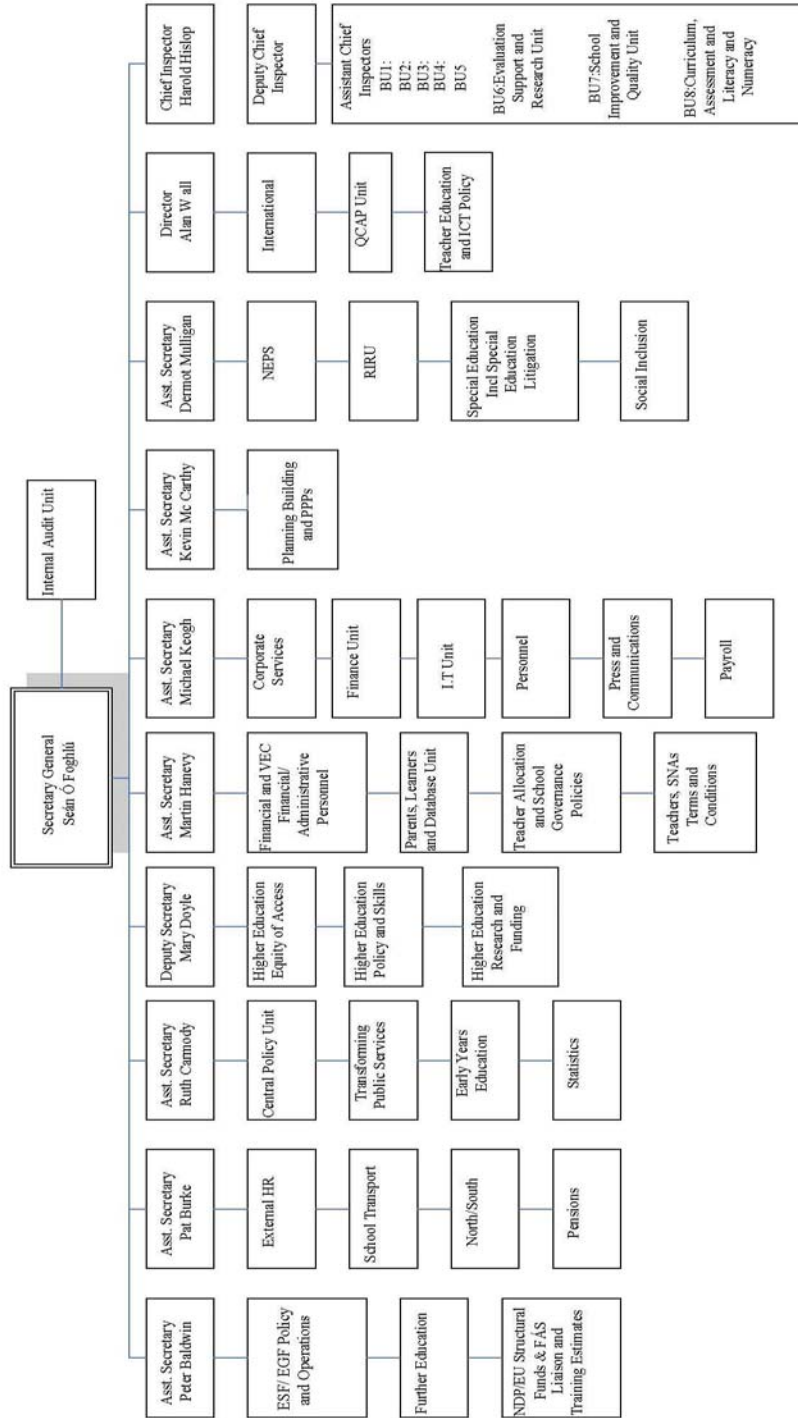 Secretary General
Seán Ó Foghlú
Internal Audit Unit
Asst. Secretary
Peter Baldwin
ESF/ EGF Policy
and Operations
Further Education
NDP/EU Structural
Funds & FÁS
Liaison and
Training Estimates
Asst. Secretary
Pat Burke
External HR
School Transport
North/South
Pensions
Asst. Secretary
Ruth Carmody
Central Policy Unit
Transforming
Public Services
Early Years
Education
Statistics
Deputy Secretary
Mary Doyle
Higher Education
Equity of Access
Higher Education
Policy and Skills
Higher Education
Research and
Funding
Asst. Secretary
Martin Hanevy
Financial and VEC
Financial/
Administrative
Personnel
Parents, Learners
and Database Unit
Teacher Allocation
and School
Governance
Policies
Teachers, SNAs
Terms and
Conditions
Asst. Secretary
Michael Keogh
Corporate
Services
Finance Unit
I.T Unit
Personnel
Press and
Communications
Payroll
Asst. Secretary
Kevin Mc Carthy
Planning Building
and PPPs
Asst. Secretary
Dermot Mulligan
NEPS
RIRU
Special Education
Incl Special
Education
Litigation
Social Inclusion
Director
Alan W all
International
QCAP Unit
Teacher Education
and ICT Policy
Chief Inspector
Harold Hislop
Deputy Chief
Inspector
Assistant Chief
Inspectors
BU1:
BU2:
BU3:
BU4:
BU5
BU6:Evaluation
Support and
Research Unit
BU7:School
Improvement and
Quality Unit
BU8:Curriculum,
Assessment and
Literacy and
Numeracy